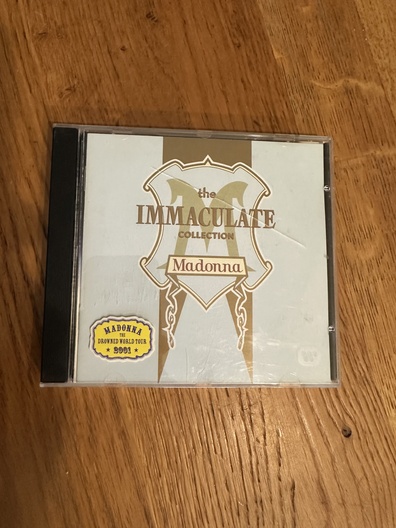 the
IMMACULATE
COLLECTION
Madonna
MADONNA
THE
DROWNED WORLD TOUR
2001